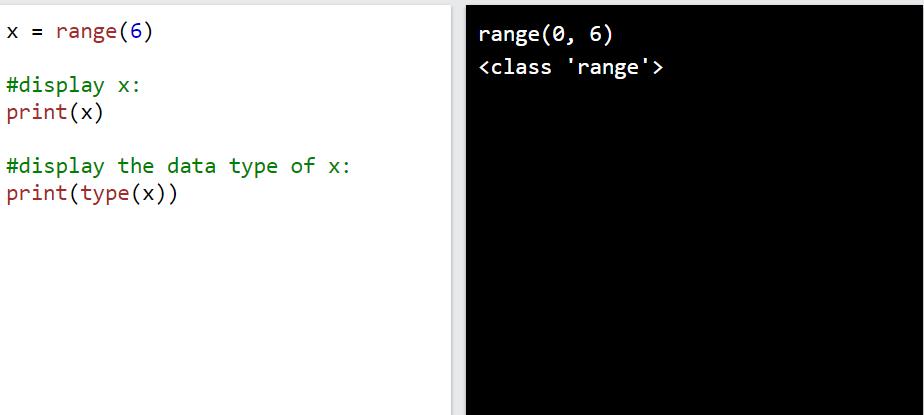 x = range(6)
#display x:
print(x)
#display the data type of x:
print(type(x))
range(0, 6)
<class 'range'>